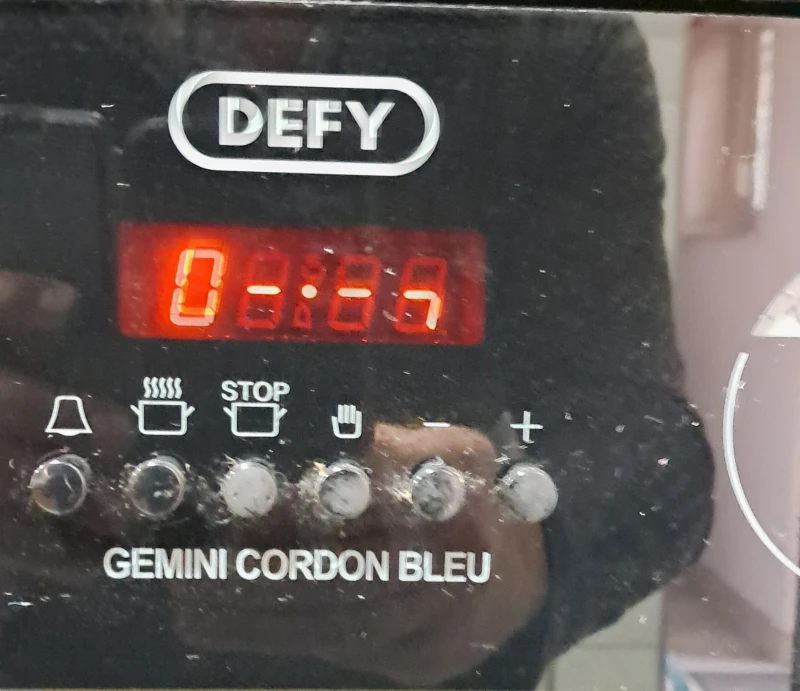 DEFY
STOP
- +
GEMINI CORDON BLEU